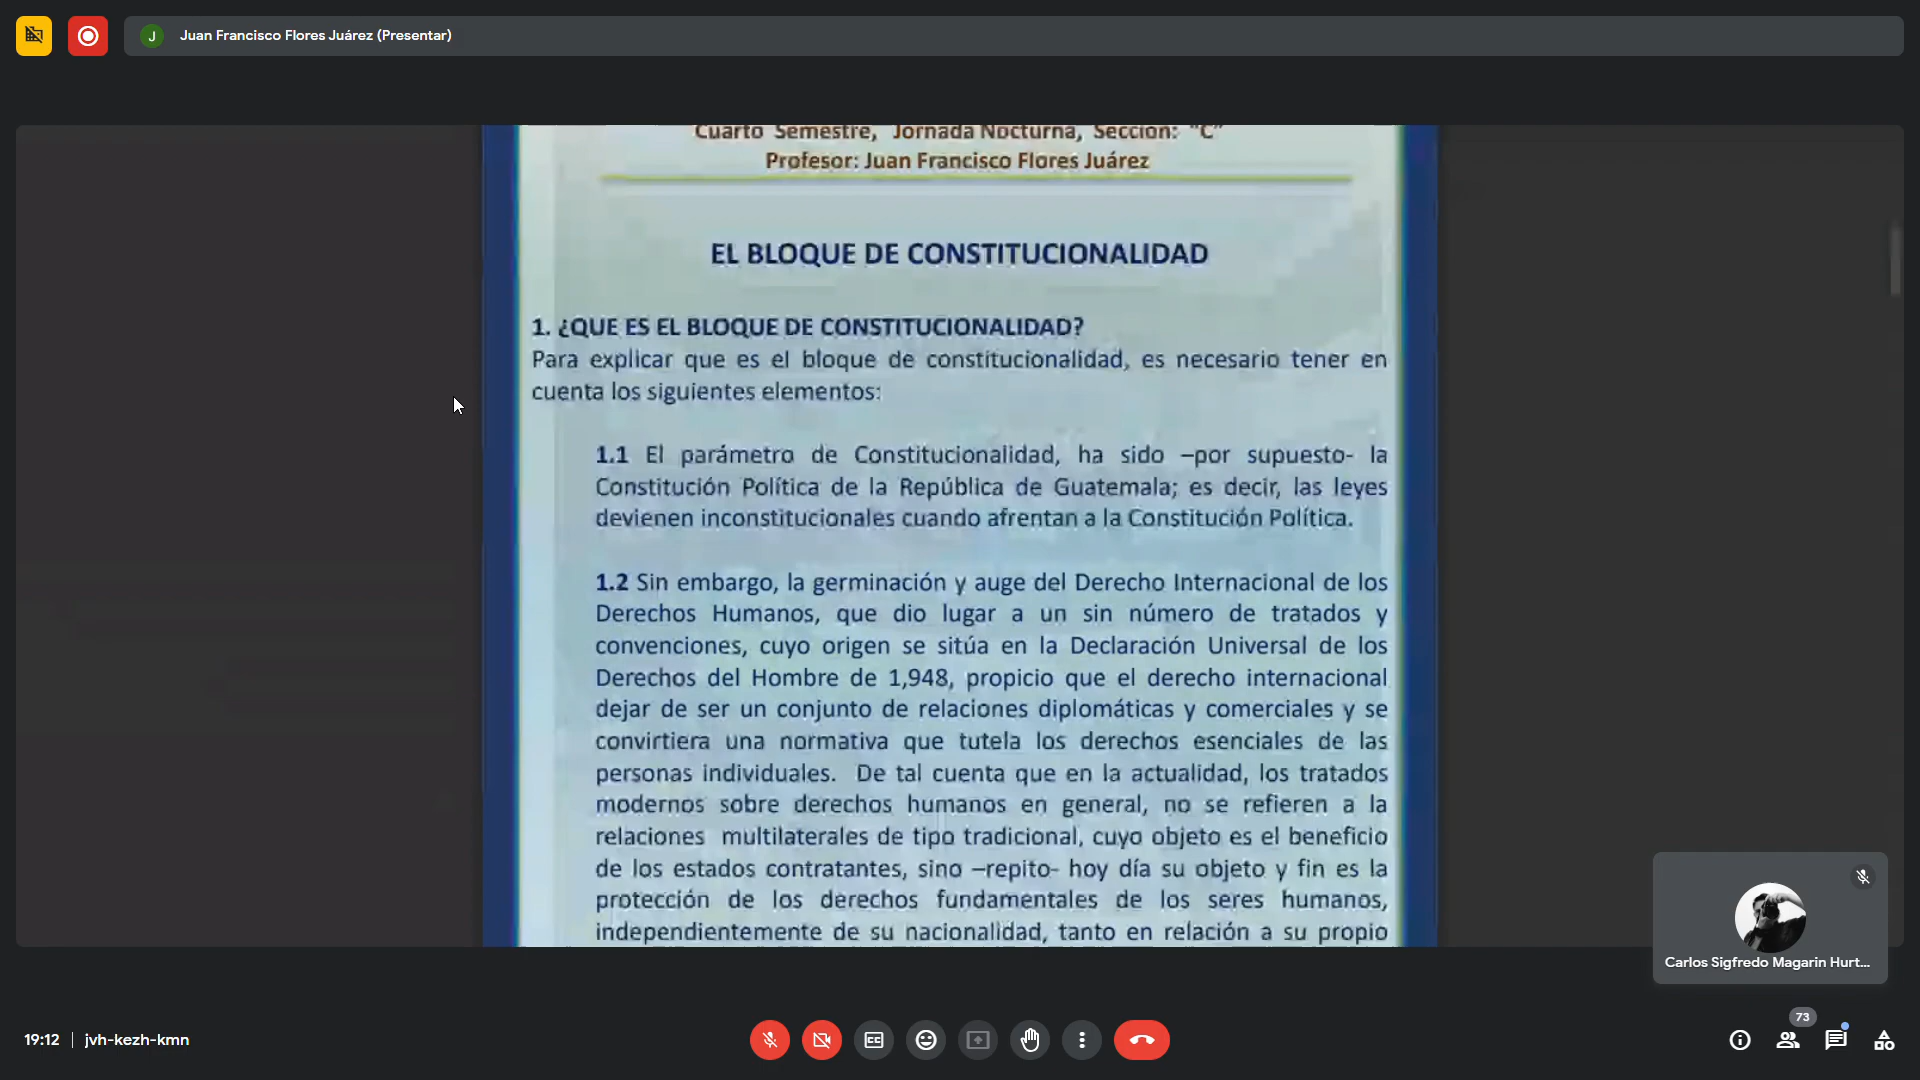 J Juan Francisco Flores Juárez (Presentar)
Cuarto Semestre, Jornada Nocturna, Sección: "C"
Profesor: Juan Francisco Flores Juárez
EL BLOQUE DE CONSTITUCIONALIDAD
1. ¿QUE ES EL BLOQUE DE CONSTITUCIONALIDAD?
Para explicar que es el bloque de constitucionalidad, es necesario tener en
cuenta los siguientes elementos:
1.1 El parámetro de Constitucionalidad, ha sido –por supuesto- la
Constitución Política de la República de Guatemala; es decir, las leyes
devienen inconstitucionales cuando afrentan a la Constitución Política.
1.2 Sin embargo, la germinación y auge del Derecho Internacional de los
Derechos Humanos, que dio lugar a un sin número de tratados y
convenciones, cuyo origen se sitúa en la Declaración Universal de los
Derechos del Hombre de 1,948, propicio que el derecho internacional
dejar de ser un conjunto de relaciones diplomáticas y comerciales y se
convirtiera una normativa que tutela los derechos esenciales de las
personas individuales. De tal cuenta que en la actualidad, los tratados
modernos sobre derechos humanos en general, no se refieren a la
relaciones multilaterales de tipo tradicional, cuyo objeto es el beneficio
de los estados contratantes, sino –repito- hoy día su objeto y fin es la
protección de los derechos fundamentales de los seres humanos,
independientemente de su nacionalidad, tanto en relación a su propio
Carlos Sigfredo Magarin Hurt...
19:12 | jvh-kezh-kmn
CC
73